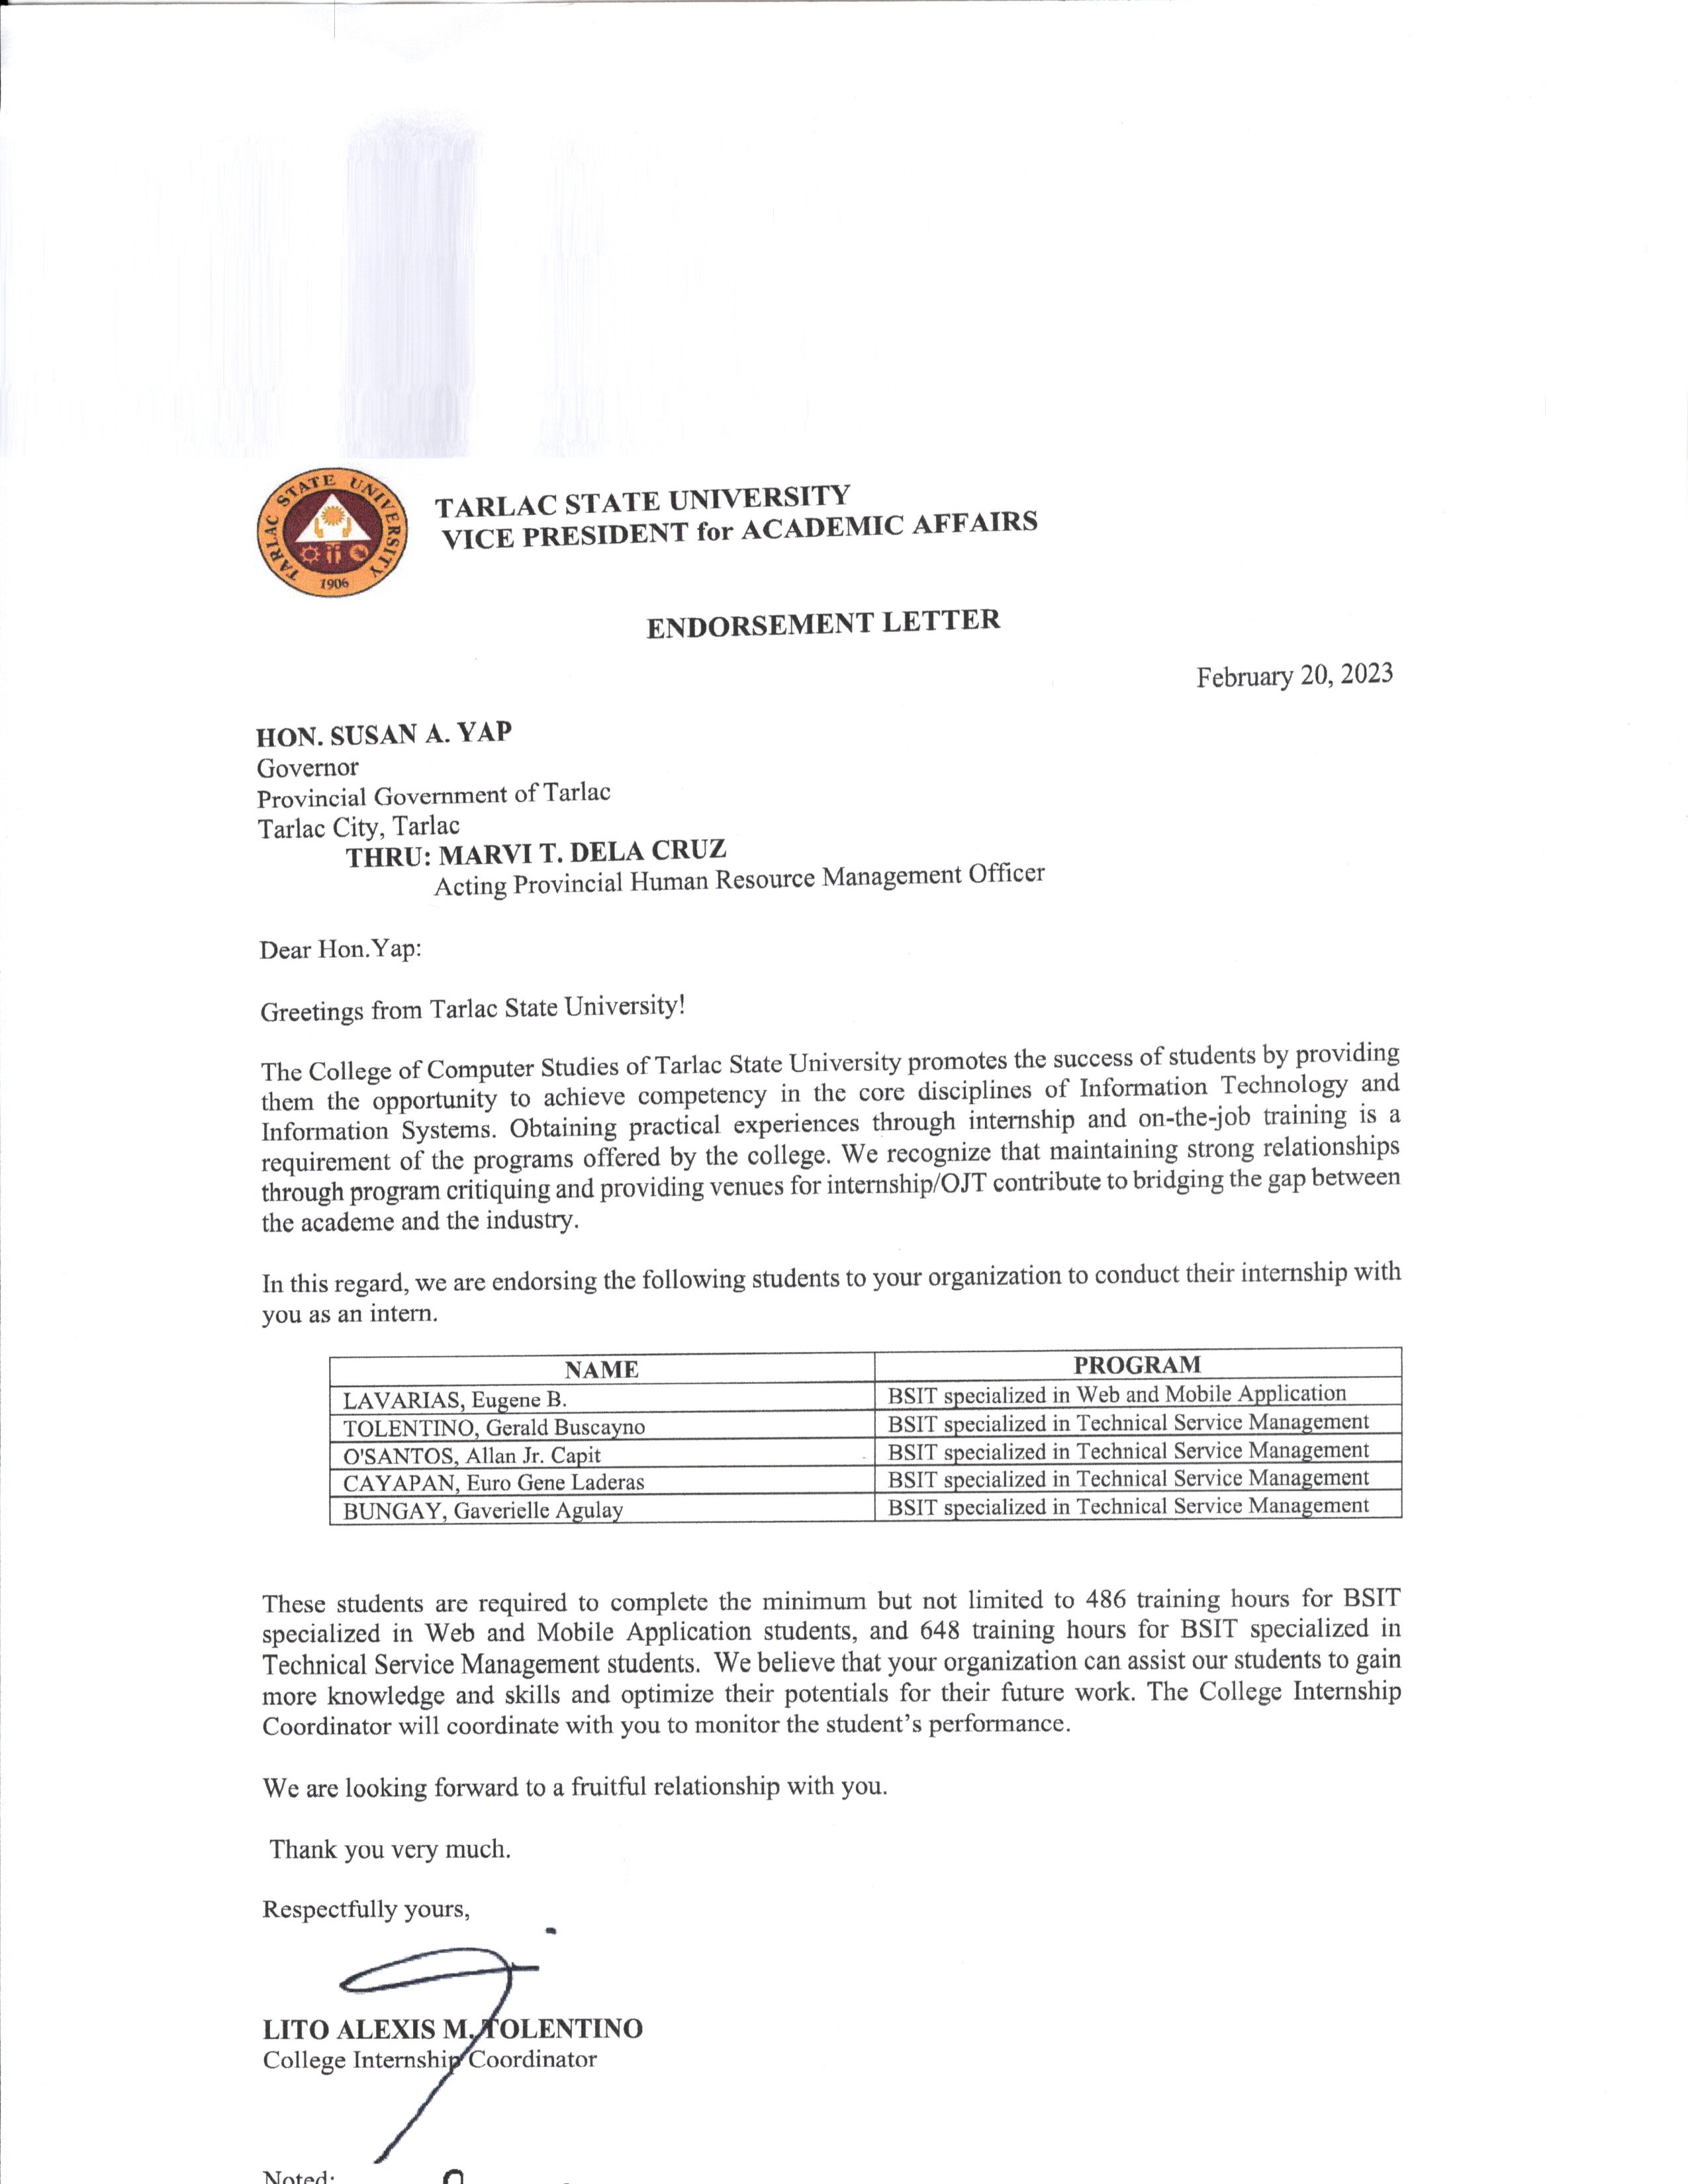 TARLAC STATE UNIVERSITY
1906
TARLAC STATE UNIVERSITY
VICE PRESIDENT for ACADEMIC AFFAIRS
ENDORSEMENT LETTER
February 20, 2023
HON. SUSAN A. YAP
Governor
Provincial Government of Tarlac
Tarlac City, Tarlac
THRU: MARVI T. DELA CRUZ
Acting Provincial Human Resource Management Officer
Dear Hon.Yap:
Greetings from Tarlac State University!
The College of Computer Studies of Tarlac State University promotes the success of students by providing
them the opportunity to achieve competency in the core disciplines of Information Technology and
Information Systems. Obtaining practical experiences through internship and on-the-job training is a
requirement of the programs offered by the college. We recognize that maintaining strong relationships
through program critiquing and providing venues for internship/OJT contribute to bridging the gap between
the academe and the industry.
In this regard, we are endorsing the following students to your organization to conduct their internship with
you as an intern.
NAME PROGRAM
LAVARIAS, Eugene B. BSIT specialized in Web and Mobile Application
TOLENTINO, Gerald Buscayno BSIT specialized in Technical Service Management
O'SANTOS, Allan Jr. Capit BSIT specialized in Technical Service Management
CAYAPAN, Euro Gene Laderas BSIT specialized in Technical Service Management
BUNGAY, Gaverielle Agulay BSIT specialized in Technical Service Management
These students are required to complete the minimum but not limited to 486 training hours for BSIT
specialized in Web and Mobile Application students, and 648 training hours for BSIT specialized in
Technical Service Management students. We believe that your organization can assist our students to gain
more knowledge and skills and optimize their potentials for their future work. The College Internship
Coordinator will coordinate with you to monitor the student’s performance.
We are looking forward to a fruitful relationship with you.
Thank you very much.
Respectfully yours,
LITO ALEXIS M. TOLENTINO
College Internship Coordinator
Noted: